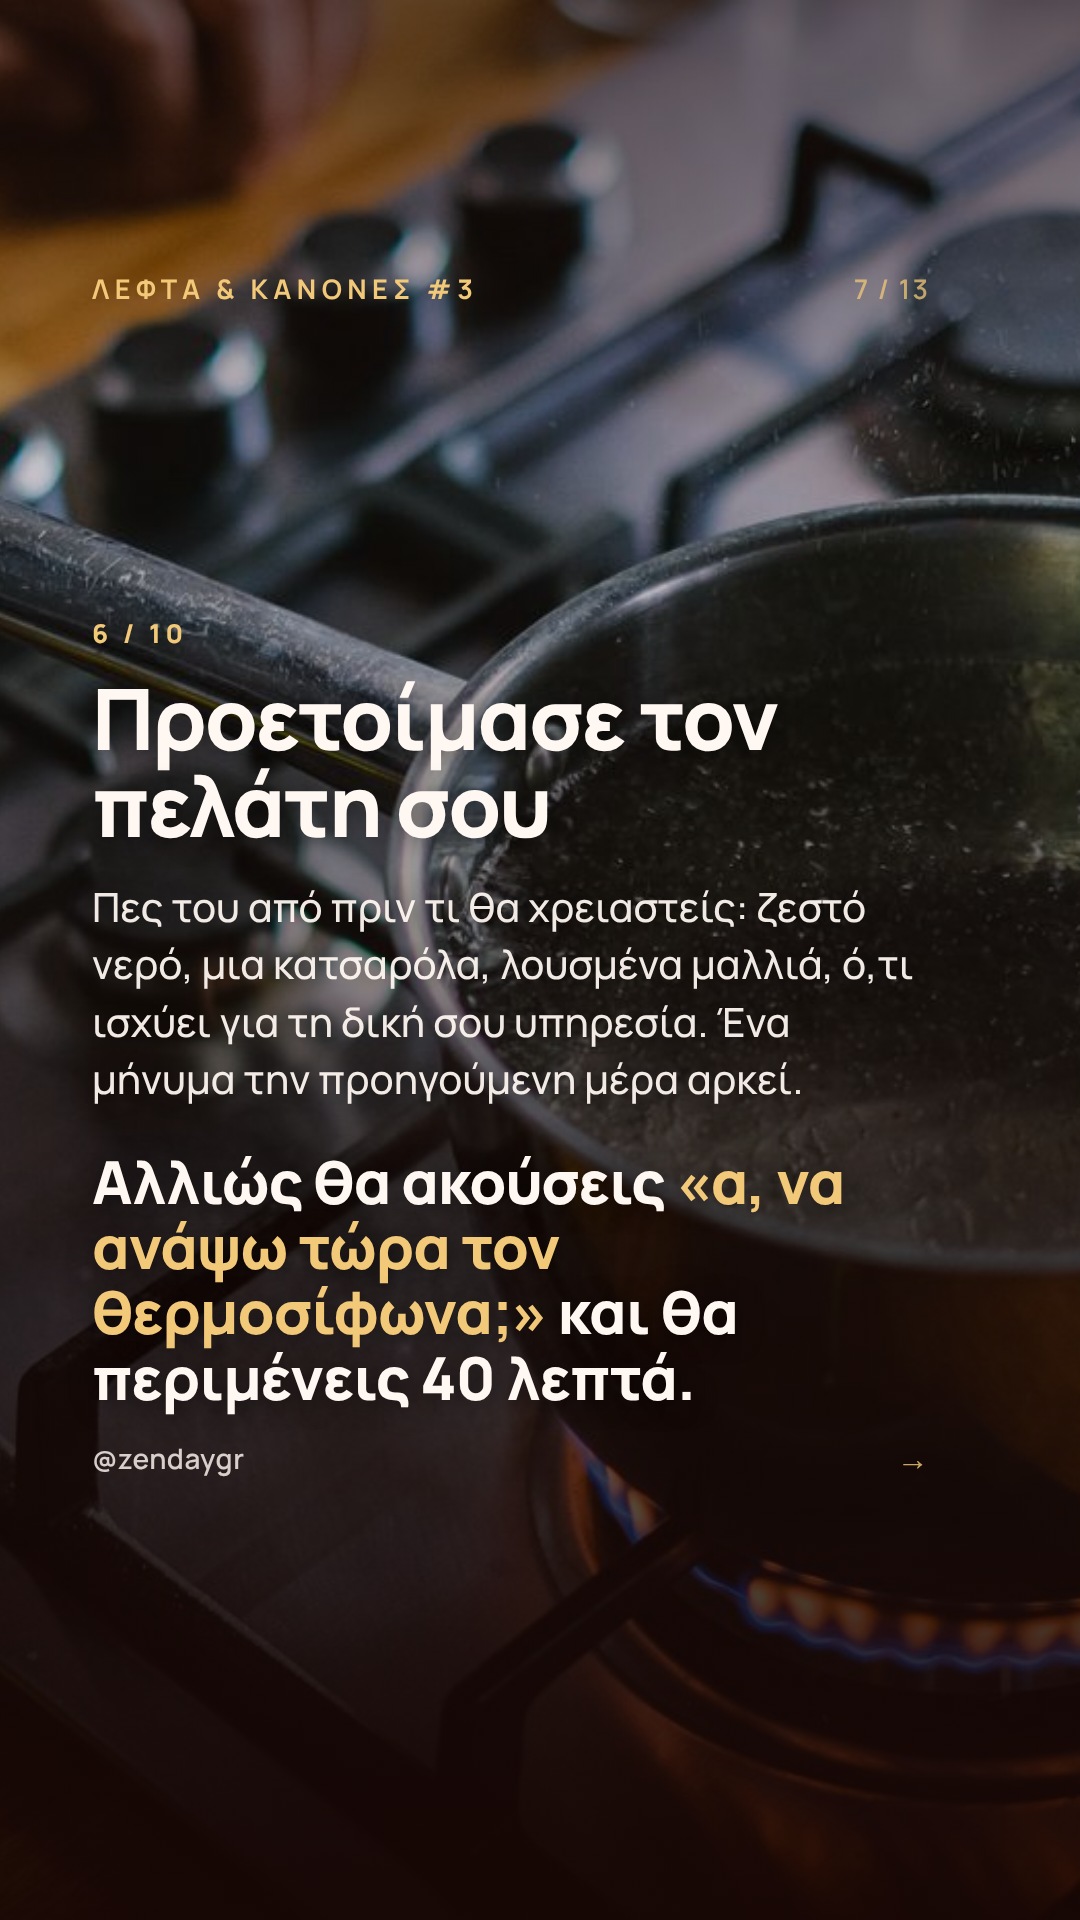 ΛΕΦΤΑ & ΚΑΝΟΝΕΣ #3
7 / 13
6 / 10
Προετοίμασε τον
πελάτη σου
Πες του από πριν τι θα χρειαστείς: ζεστό
νερό, μια κατσαρόλα, λουσμένα μαλλιά, ό,τι
ισχύει για τη δική σου υπηρεσία. Ένα
μήνυμα την προηγούμενη μέρα αρκεί.
Αλλιώς θα ακούσεις «α, να
ανάψω τώρα τον
θερμοσίφωνα;» και θα
περιμένεις 40 λεπτά.
@zendaygr
→